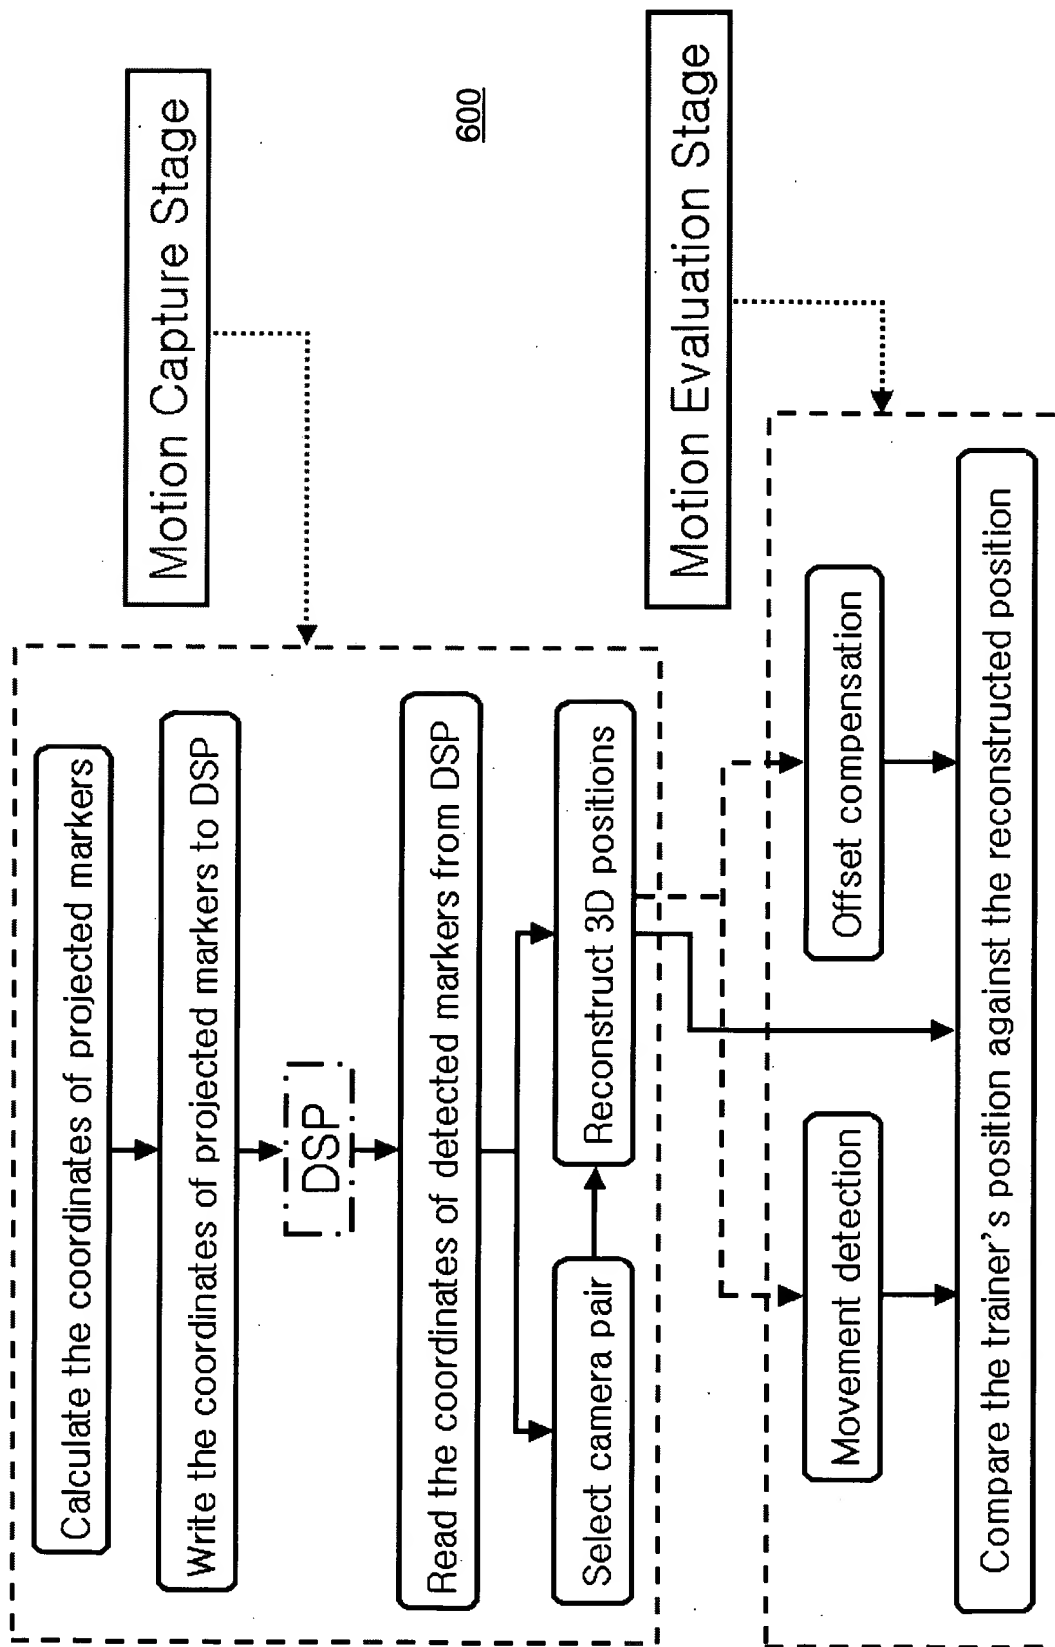 Motion Capture Stage
600
Calculate the coordinates of projected markers
Write the coordinates of projected markers to DSP
DSP
Read the coordinates of detected markers from DSP
Select camera pair
Reconstruct 3D positions
Motion Evaluation Stage
Movement detection
Offset compensation
Compare the trainer's position against the reconstructed position